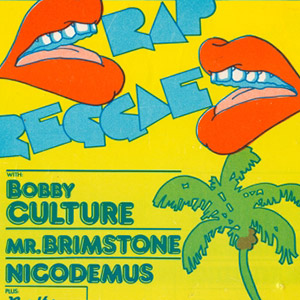 RAP
REGGAE
WITH:
BOBBY
CULTURE
MR. BRIMSTONE
NICODEMUS
PLUS: